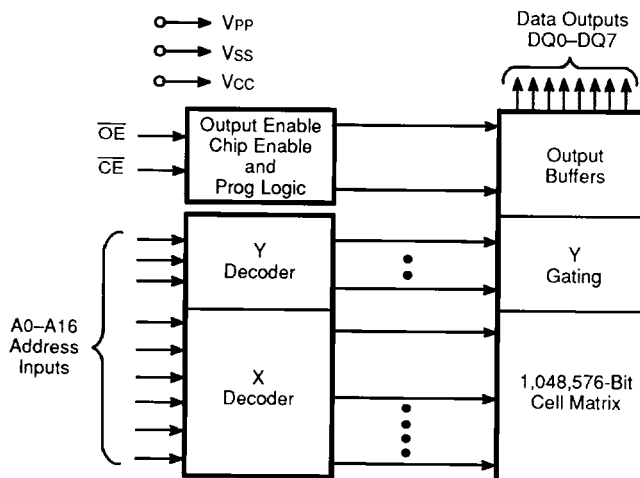 VPP
VSS
VCC
Data Outputs
DQ0–DQ7
OE
CE
Output Enable
Chip Enable
and
Prog Logic
Output
Buffers
Y
Decoder
Y
Gating
A0–A16
Address
Inputs
X
Decoder
1,048,576-Bit
Cell Matrix